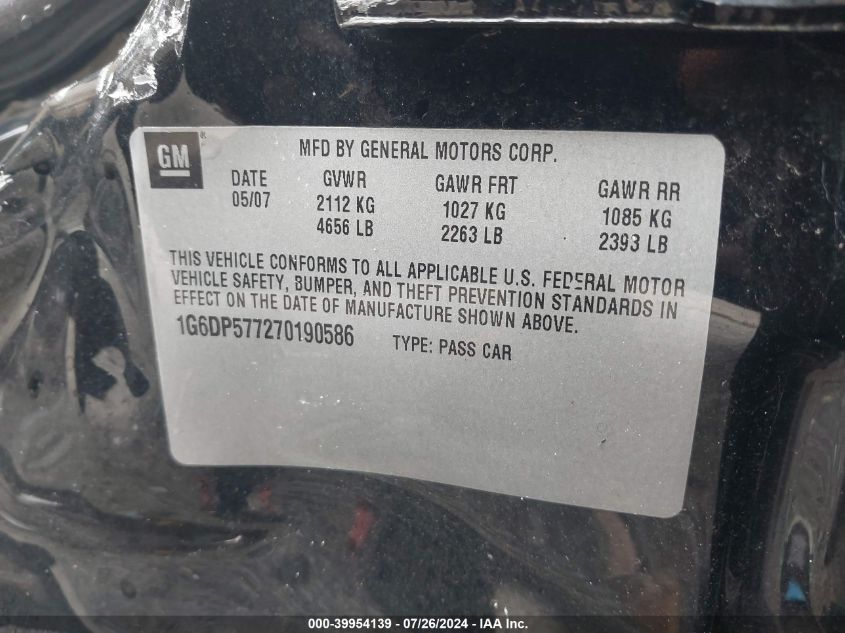 GM®
MFD BY GENERAL MOTORS CORP.
DATE GVWR GAWR FRT GAWR RR
05/07 2112 KG 1027 KG 1085 KG
4656 LB 2263 LB 2393 LB
THIS VEHICLE CONFORMS TO ALL APPLICABLE U.S. FEDERAL MOTOR
VEHICLE SAFETY, BUMPER, AND THEFT PREVENTION STANDARDS IN
EFFECT ON THE DATE OF MANUFACTURE SHOWN ABOVE.
1G6DP577270190586 TYPE: PASS CAR
000-39954139 - 07/26/2024 - IAA Inc.